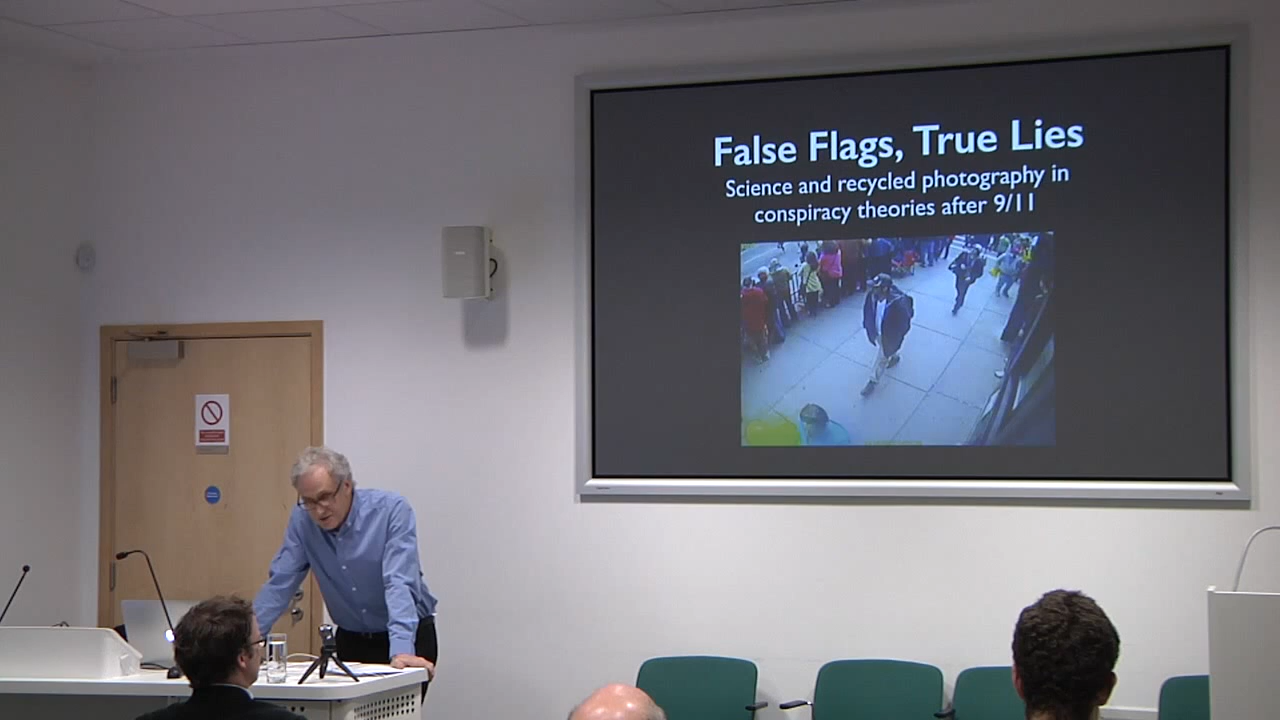 False Flags, True Lies
Science and recycled photography in
conspiracy theories after 9/11